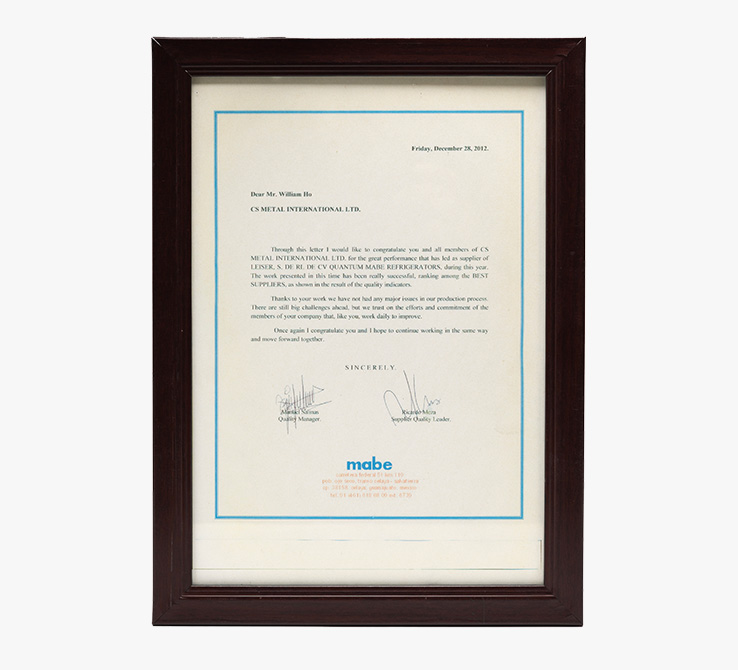 Friday, December 28, 2012.
Dear Mr. William Ho
CS METAL INTERNATIONAL LTD.
Through this letter I would like to congratulate you and all members of CS
METAL INTERNATIONAL LTD. for the great performance that has led as supplier of
LEISER, S. DE RL DE CV QUANTUM MABE REFRIGERATORS, during this year.
The work presented in this time has been really successful, ranking among the BEST
SUPPLIERS, as shown in the result of the quality indicators.
Thanks to your work we have not had any major issues in our production process.
There are still big challenges ahead, but we trust on the efforts and commitment of the
members of your company that, like you, work daily to improve.
Once again I congratulate you and I hope to continue working in the same way
and move forward together.
SINCERELY.
Quality Manager.
Ricardo
Supplier Quality Leader.
mabe